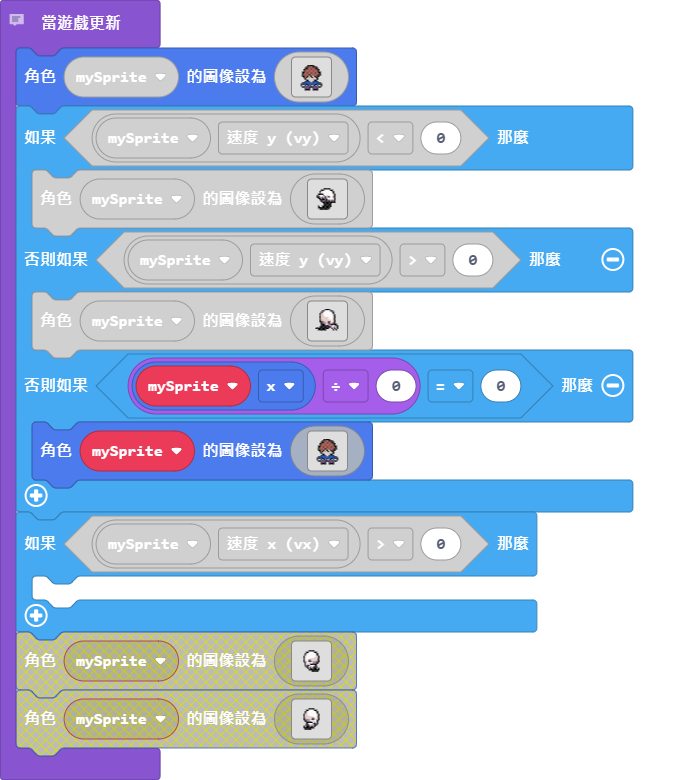 當遊戲更新
角色 mySprite 的圖像設為
如果 mySprite 速度 y (vy) < 0 那麼
角色 mySprite 的圖像設為
否則如果 mySprite 速度 y (vy) > 0 那麼
角色 mySprite 的圖像設為
否則如果 mySprite x ÷ 0 = 0 那麼
角色 mySprite 的圖像設為
如果 mySprite 速度 x (vx) > 0 那麼
角色 mySprite 的圖像設為
角色 mySprite 的圖像設為